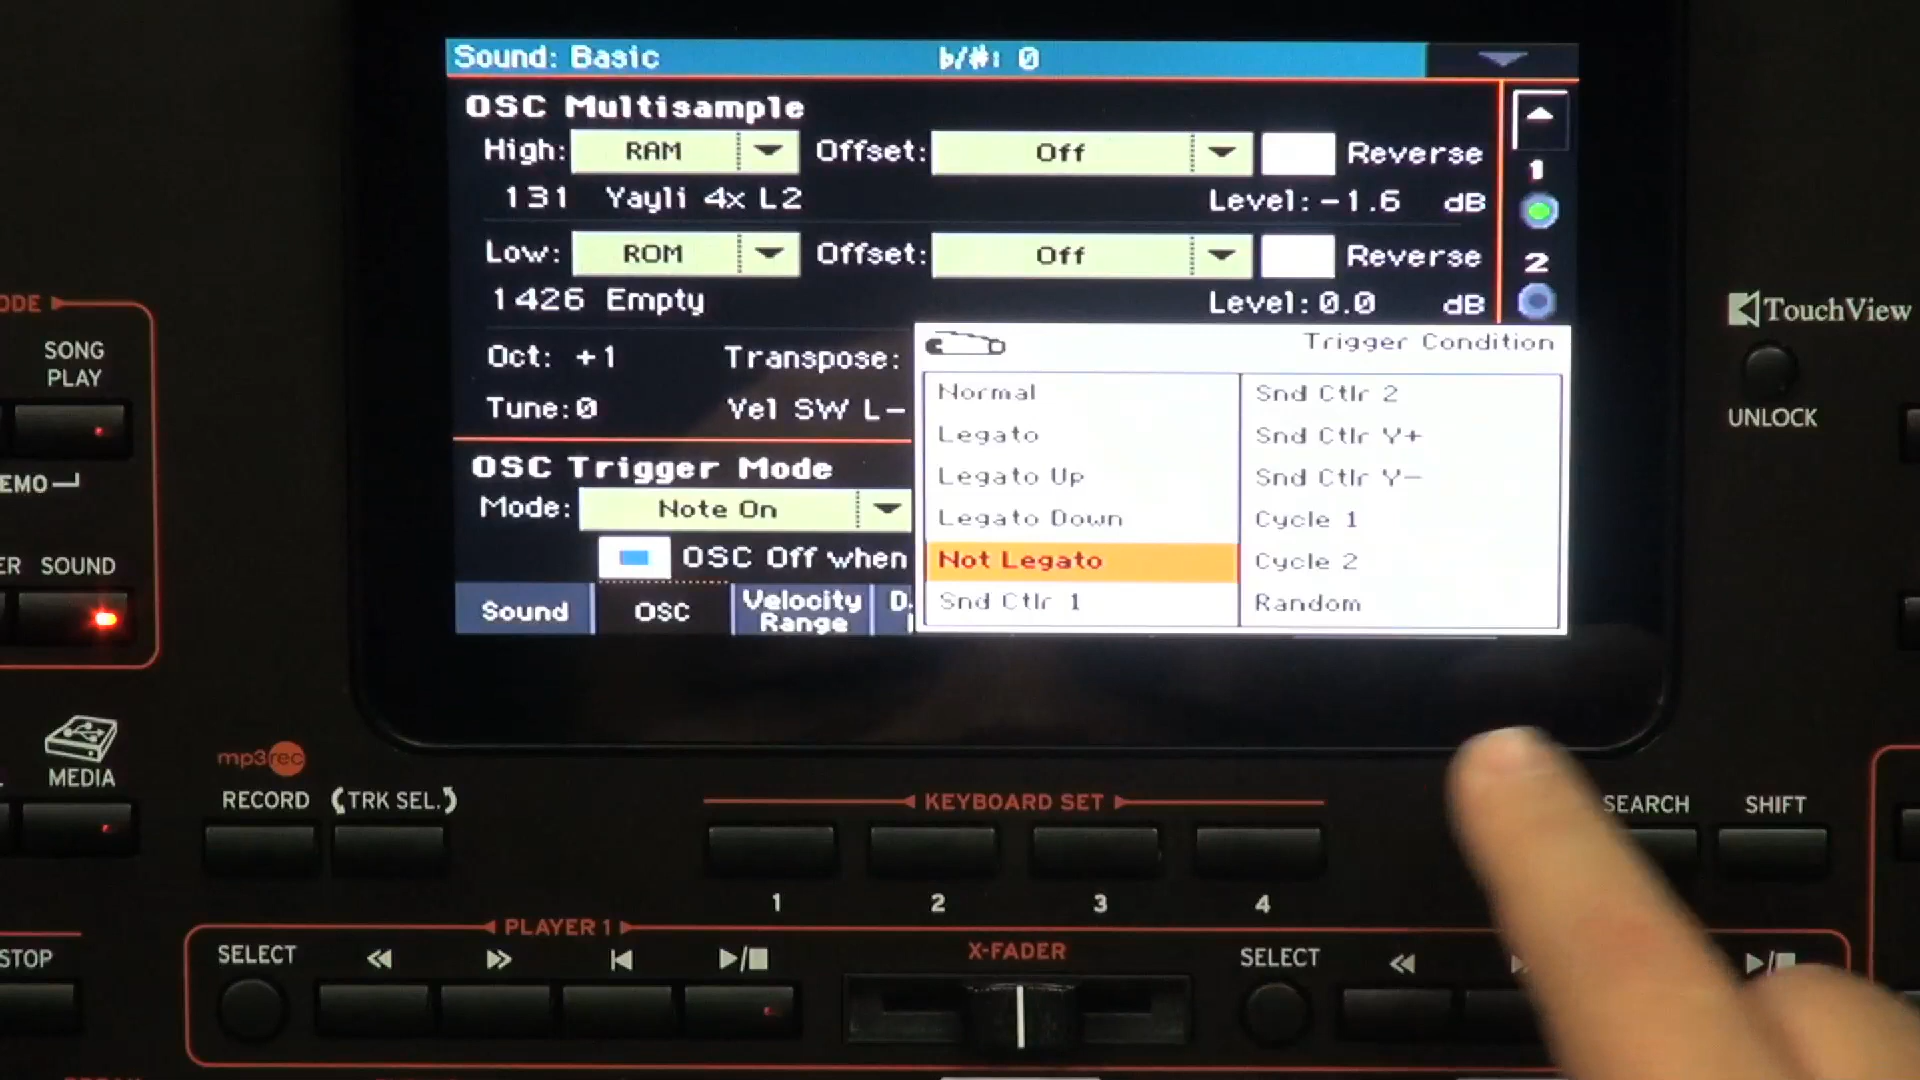 Sound: Basic
b/#: 0
OSC Multisample
High: RAM Offset: Off Reverse
131 Yayli 4x L2 Level:-1.6 dB
Low: ROM Offset: Off Reverse
1426 Empty Level:0.0 dB
Oct: +1 Transpose:
Tune:0 Vel SW L-
OSC Trigger Mode
Mode: Note On
OSC Off when
Sound
OSC
Velocity
Range
1
2
Trigger Condition
Normal
Legato
Legato Up
Legato Down
Not Legato
Snd Ctlr 1
Snd Ctlr 2
Snd Ctlr Y+
Snd Ctlr Y-
Cycle 1
Cycle 2
Random
TouchView
UNLOCK
SONG
PLAY
SOUND
MEDIA
mp3rec
RECORD
TRK SEL.
KEYBOARD SET
1 2 3 4
SEARCH
SHIFT
STOP
PLAYER 1
SELECT
X-FADER
SELECT